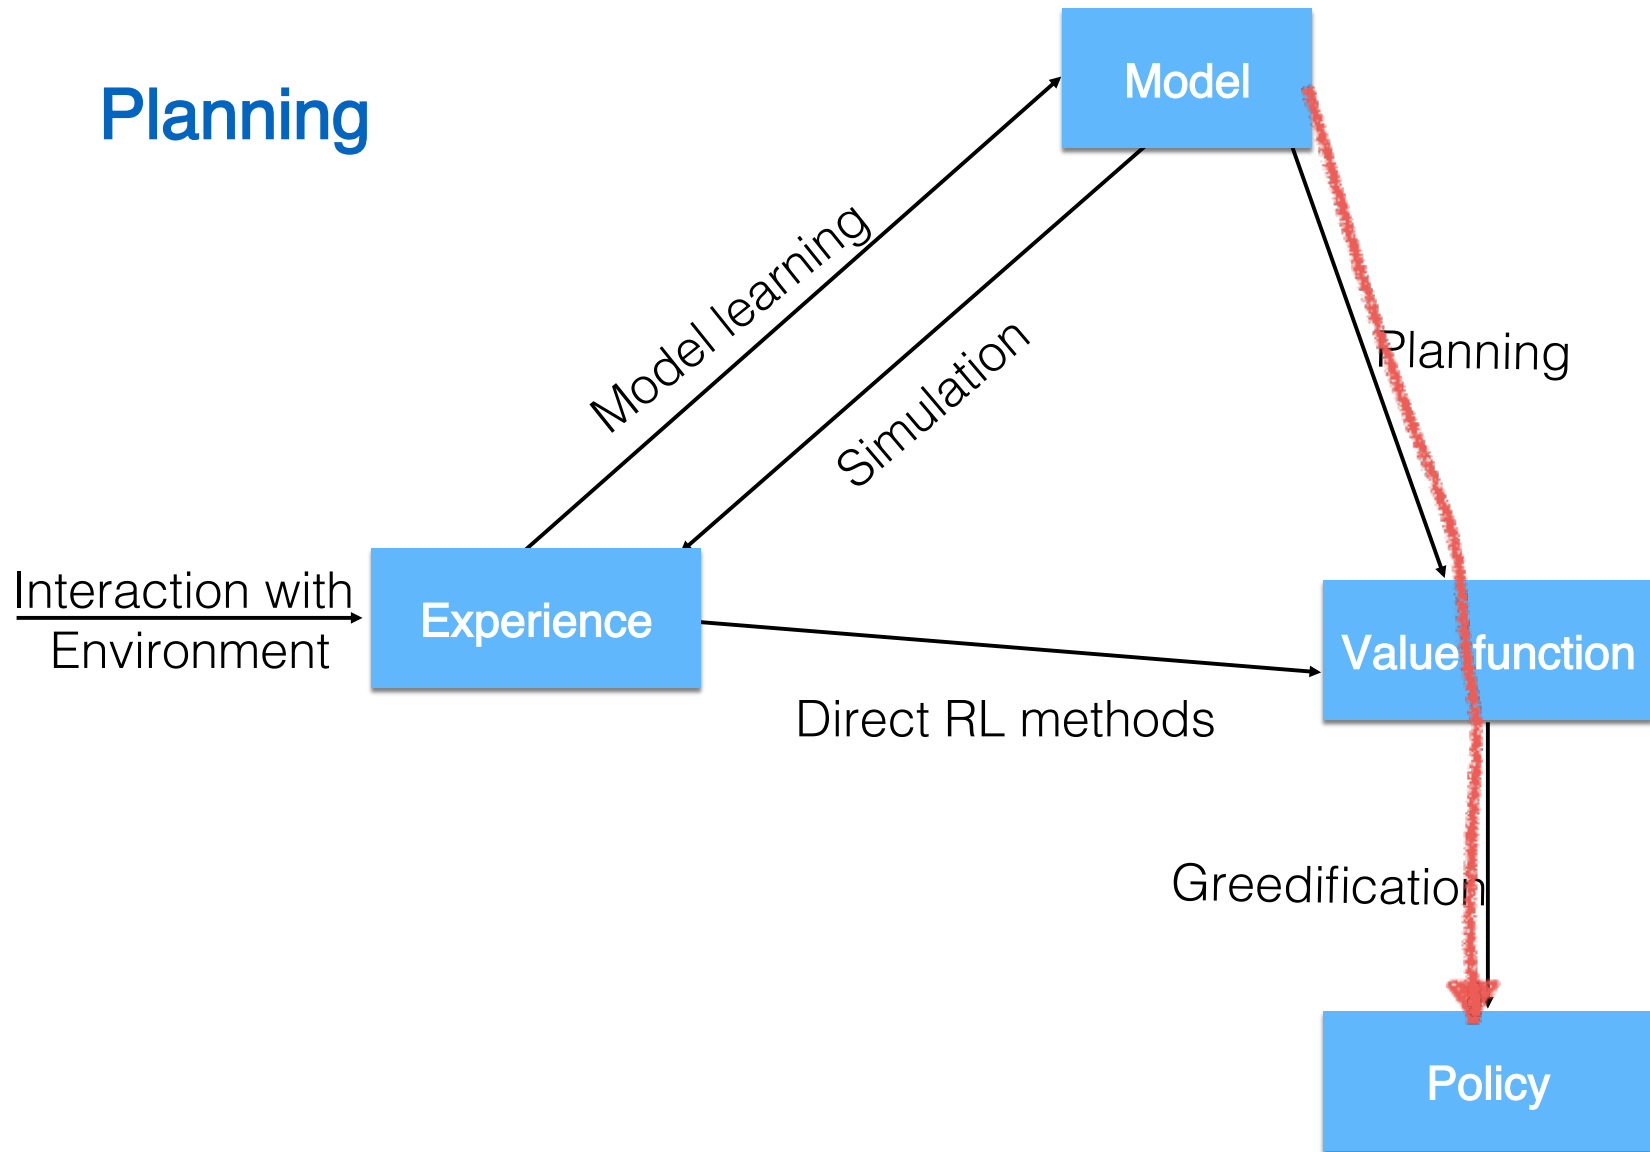 Planning
Model
Model learning
Simulation
Planning
Interaction with
Environment
Experience
Value function
Direct RL methods
Greedification
Policy